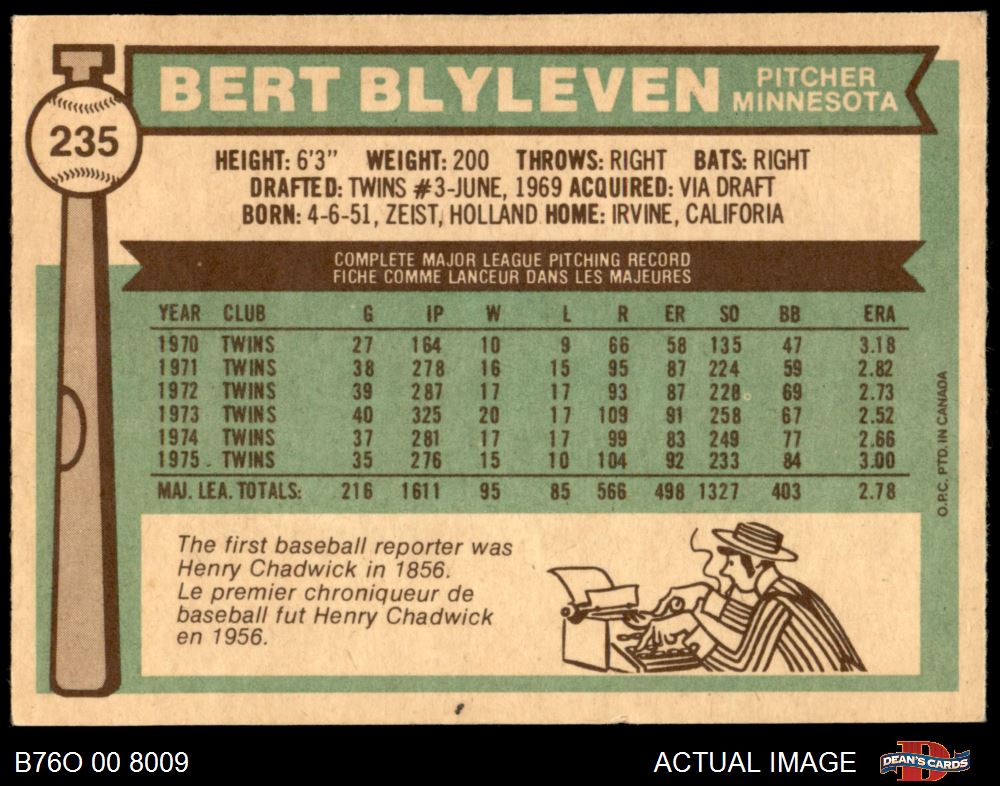 BERT BLYLEVEN
PITCHER
MINNESOTA
235
HEIGHT: 6'3" WEIGHT: 200 THROWS: RIGHT BATS: RIGHT
DRAFTED: TWINS #3-JUNE, 1969 ACQUIRED: VIA DRAFT
BORN: 4-6-51, ZEIST, HOLLAND HOME: IRVINE, CALIFORIA
COMPLETE MAJOR LEAGUE PITCHING RECORD
FICHE COMME LANCEUR DANS LES MAJEURES
YEAR CLUB G IP W L R ER SO BB ERA
1970 TWINS 27 164 10 9 66 58 135 47 3.18
1971 TWINS 38 278 16 15 95 87 224 59 2.82
1972 TWINS 39 287 17 17 93 87 228 69 2.73
1973 TWINS 40 325 20 17 109 91 258 67 2.52
1974 TWINS 37 281 17 17 99 83 249 77 2.66
1975 TWINS 35 276 15 10 104 92 233 84 3.00
MAJ. LEA. TOTALS: 216 1611 95 85 566 498 1327 403 2.78
O.P.C. PTD. IN CANADA
The first baseball reporter was
Henry Chadwick in 1856.
Le premier chroniqueur de
baseball fut Henry Chadwick
en 1956.
B76O 00 8009
ACTUAL IMAGE
DEAN'S CARDS